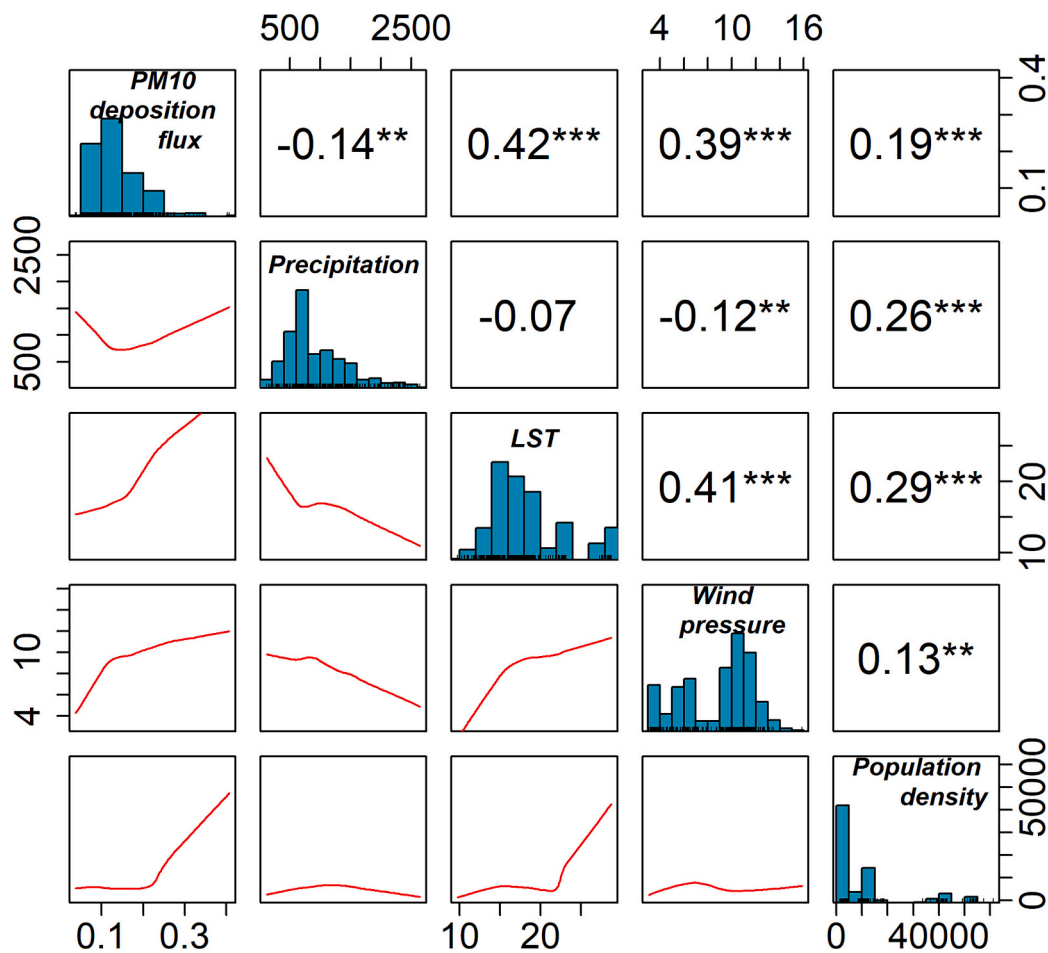 500 2500 4 10 16
PM10
deposition
flux
-0.14** 0.42*** 0.39*** 0.19***
0.4
0.1
2500
500
Precipitation
-0.07 -0.12** 0.26***
LST
0.41*** 0.29***
20
10
10
4
Wind
pressure
0.13**
Population
density
50000
0
0.1 0.3 10 20 0 40000